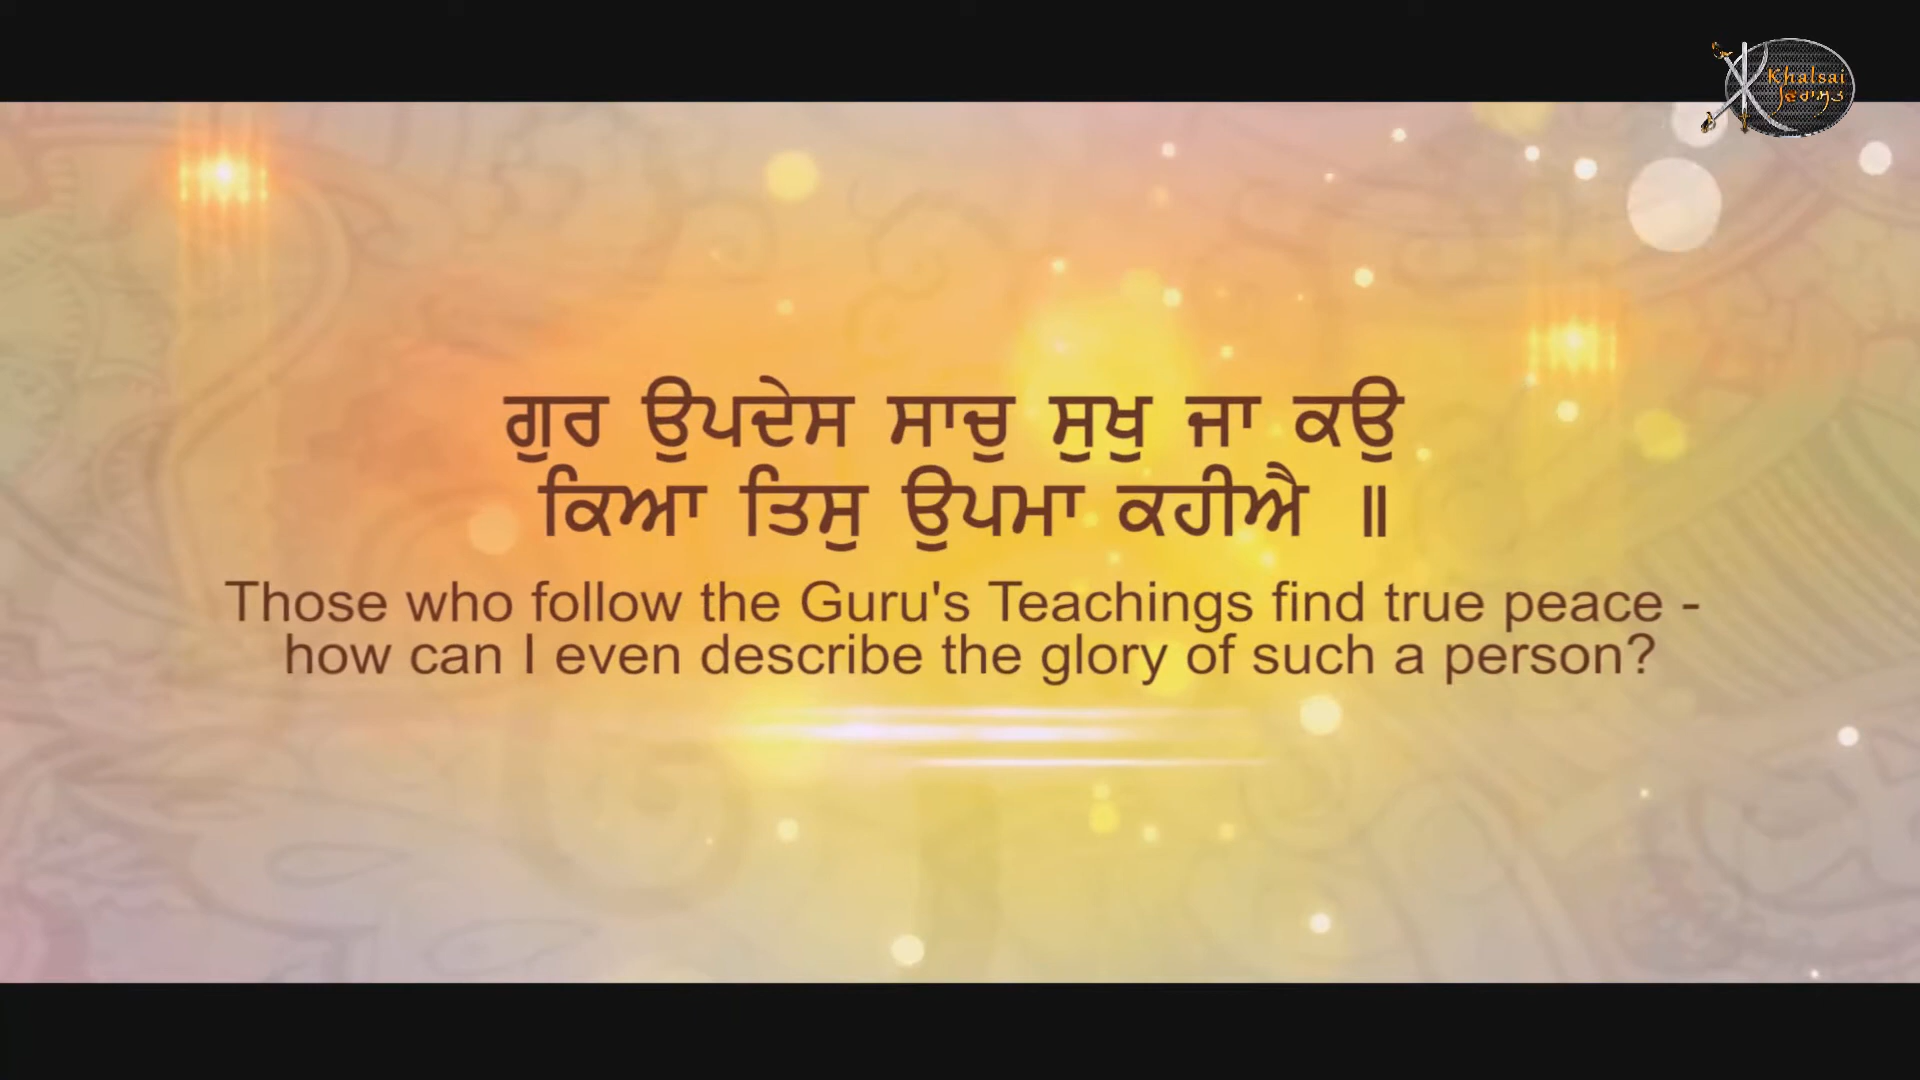 Khalsai
ਵਿਰਾਸਤ
ਗੁਰ ਉਪਦੇਸ ਸਾਚੁ ਸੁਖੁ ਜਾ ਕਉ
ਕਿਆ ਤਿਸੁ ਉਪਮਾ ਕਹੀਐ ॥
Those who follow the Guru's Teachings find true peace -
how can I even describe the glory of such a person?